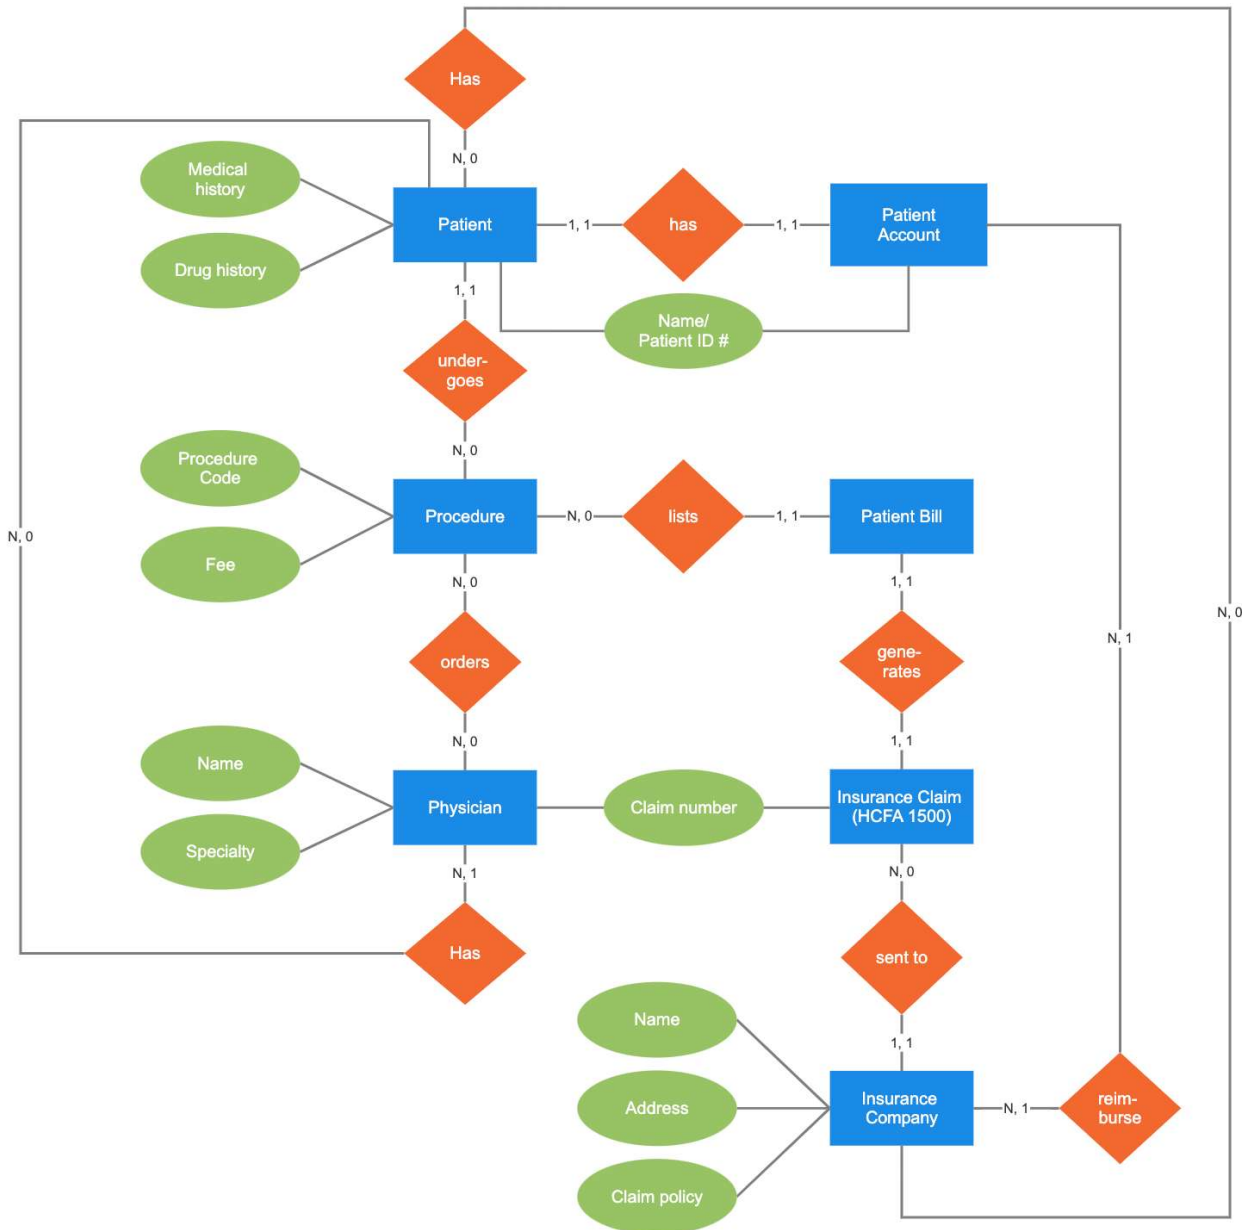 Has
N, 0
Medical
history
Drug history
Patient
1, 1
has
1, 1
Patient
Account
1, 1
Name/
Patient ID #
under-
goes
N, 0
Procedure
Code
Fee
Procedure
N, 0
lists
1, 1
Patient Bill
N, 0
N, 0
1, 1
N, 0
N, 1
orders
gene-
rates
N, 0
1, 1
Name
Specialty
Physician
Claim number
Insurance Claim
(HCFA 1500)
N, 1
N, 0
Has
sent to
1, 1
Name
Address
Claim policy
Insurance
Company
N, 1
reim-
burse